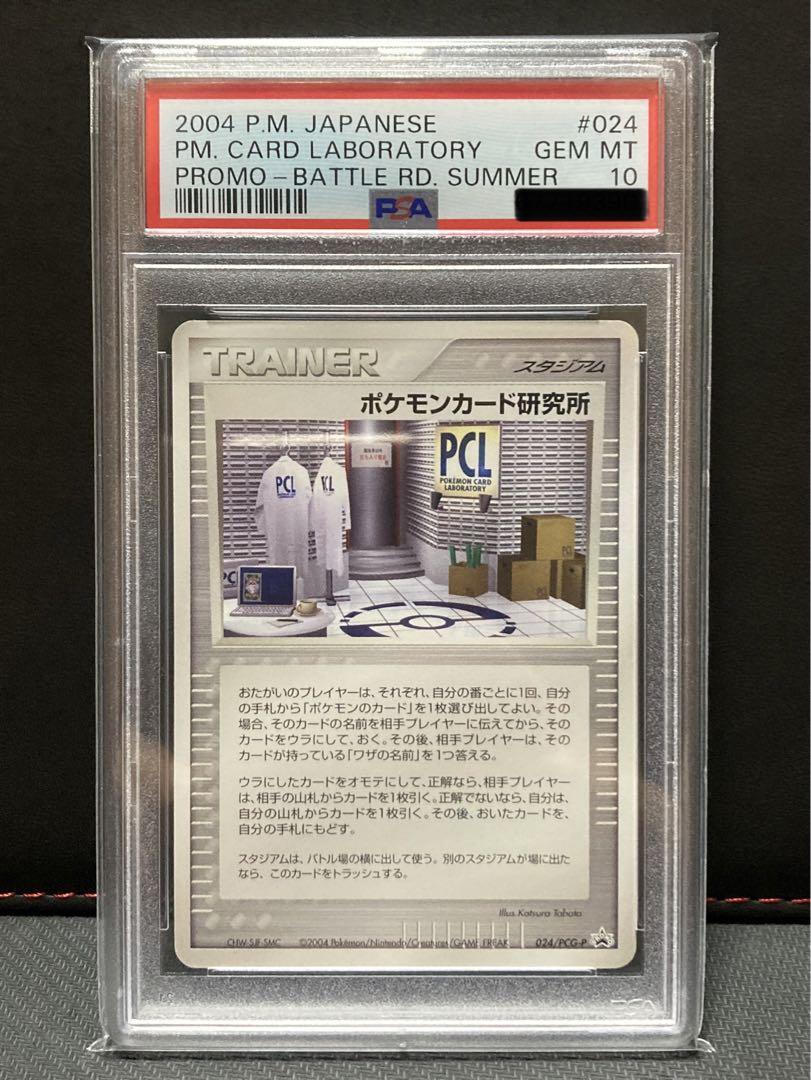 2004 P.M. JAPANESE #024
PM. CARD LABORATORY GEM MT
PROMO-BATTLE RD. SUMMER 10
PSA
TRAINER
スタジアム
ポケモンカード研究所
PCL
PCL
POKÉMON CARD
LABORATORY
PCL
PC
おたがいのプレイヤーは、それぞれ、自分の番ごとに1回、自分
の手札から「ポケモンのカード」を1枚選び出してよい。その
場合、そのカードの名前を相手プレイヤーに伝えてから、その
カードをウラにして、おく。その後、相手プレイヤーは、その
カードが持っている「ワザの名前」を1つ答える。
ウラにしたカードをオモテにして、正解なら、相手プレイヤー
は、相手の山札からカードを1枚引く。正解でないなら、自分は、
自分の山札からカードを1枚引く。その後、おいたカードを、
自分の手札にもどす。
スタジアムは、バトル場の横に出して使う。別のスタジアムが場に出た
なら、このカードをトラッシュする。
Illus. Katsura Tabata
CHW-SJF-SMC ©2004 Pokémon/Nintendo/Creatures/GAME FREAK 024/PCG-P